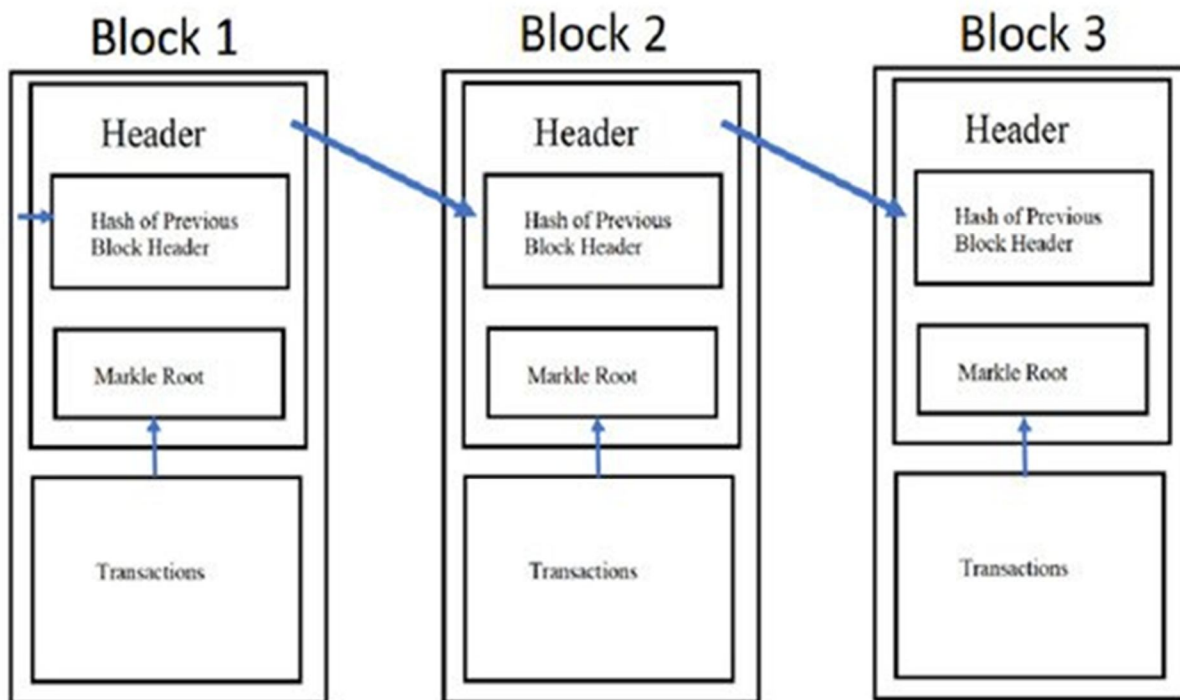 Block 1
Header
Hash of Previous
Block Header
Markle Root
Transactions
Block 2
Header
Hash of Previous
Block Header
Markle Root
Transactions
Block 3
Header
Hash of Previous
Block Header
Markle Root
Transactions